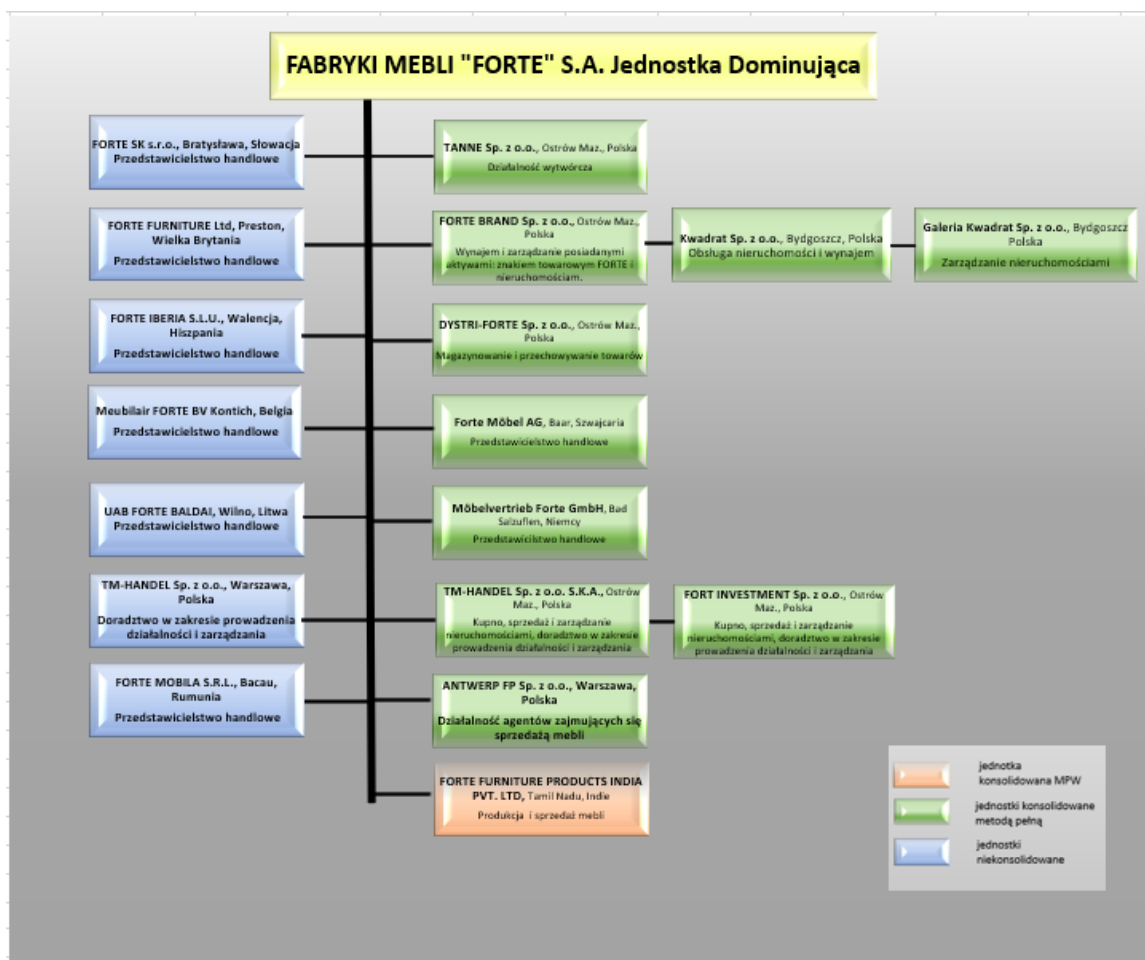 FABRYKI MEBLI "FORTE" S.A. Jednostka Dominująca
FORTE SK s.r.o., Bratysława, Słowacja
Przedstawicielstwo handlowe
TANNE Sp. z o.o., Ostrów Maz., Polska
Działalność wytwórcza
FORTE FURNITURE Ltd, Preston,
Wielka Brytania
Przedstawicielstwo handlowe
FORTE BRAND Sp. z o.o., Ostrów Maz.,
Polska
Wynajem i zarządzanie posiadanymi
aktywami: znakiem towarowym FORTE i
nieruchomościam.
Kwadrat Sp. z o.o., Bydgoszcz, Polska
Obsługa nieruchomości i wynajem
Galeria Kwadrat Sp. z o.o., Bydgoszcz
Polska
Zarządzanie nieruchomościami
FORTE IBERIA S.L.U., Walencja,
Hiszpania
Przedstawicielstwo handlowe
DYSTRI-FORTE Sp. z o.o., Ostrów Maz.,
Polska
Magazynowanie i przechowywanie towarów
Meubilair FORTE BV Kontich, Belgia
Przedstawicielstwo handlowe
Forte Möbel AG, Baar, Szwajcaria
Przedstawicielstwo handlowe
UAB FORTE BALDAI, Wilno, Litwa
Przedstawicielstwo handlowe
Möbelvertrieb Forte GmbH, Bad
Salzuflen, Niemcy
Przedstawicilstwo handlowe
TM-HANDEL Sp. z o.o., Warszawa,
Polska
Doradztwo w zakresie prowadzenia
działalności i zarządzania
TM-HANDEL Sp. z o.o. S.K.A., Ostrów
Maz., Polska
Kupno, sprzedaż i zarządzanie
nieruchomościami, doradztwo w zakresie
prowadzenia działalności i zarządzania
FORT INVESTMENT Sp. z o.o., Ostrów
Maz., Polska
Kupno, sprzedaż i zarządzanie
nieruchomościami, doradztwo w zakresie
prowadzenia działalności i zarządzania
FORTE MOBILA S.R.L., Bacau,
Rumunia
Przedstawicielstwo handlowe
ANTWERP FP Sp. z o.o., Warszawa,
Polska
Działalność agentów zajmujących się
sprzedażą mebli
FORTE FURNITURE PRODUCTS INDIA
PVT. LTD, Tamil Nadu, Indie
Produkcja i sprzedaż mebli
jednotka
konsolidowana MPW
jednostki konsolidowane
metodą pełną
jednostki
niekonsolidowane